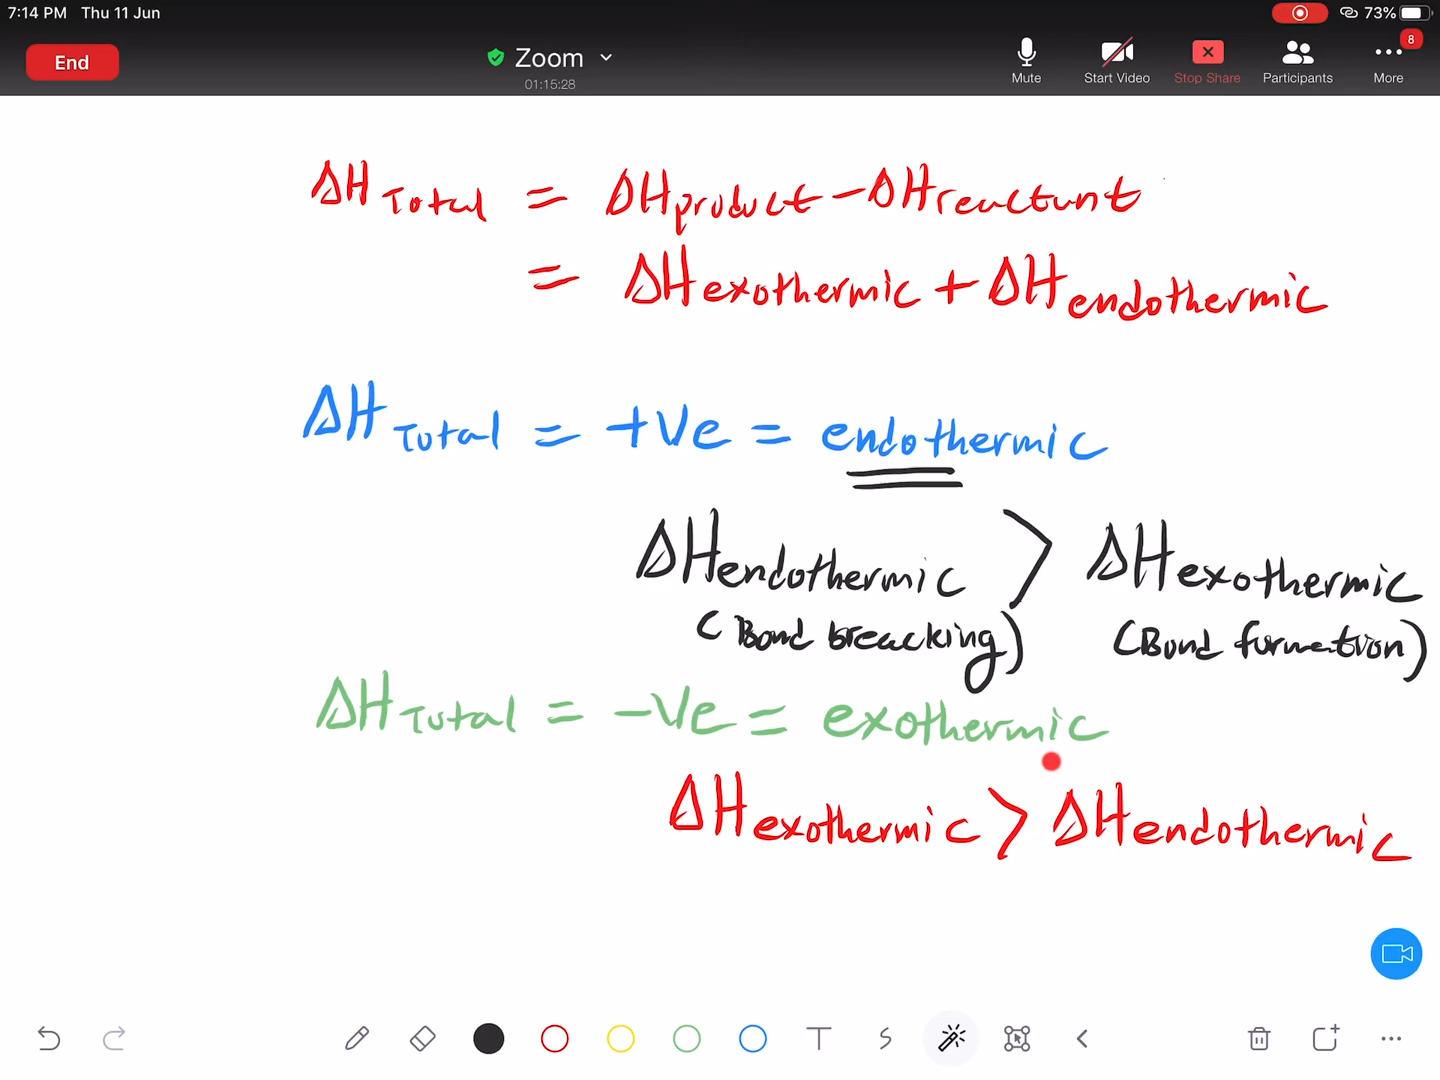 7:14 PM Thu 11 Jun 73%
End Zoom 01:15:28 Mute Start Video Stop Share Participants More 8
ΔH Total = ΔHproduct - ΔHreactant
= ΔHexothermic + ΔHendothermic
ΔH Total = +ve = endothermic
ΔHendothermic > ΔHexothermic
(Bond breacking) (Bond formation)
ΔH Total = -ve = exothermic
ΔHexothermic > ΔHendothermic
T